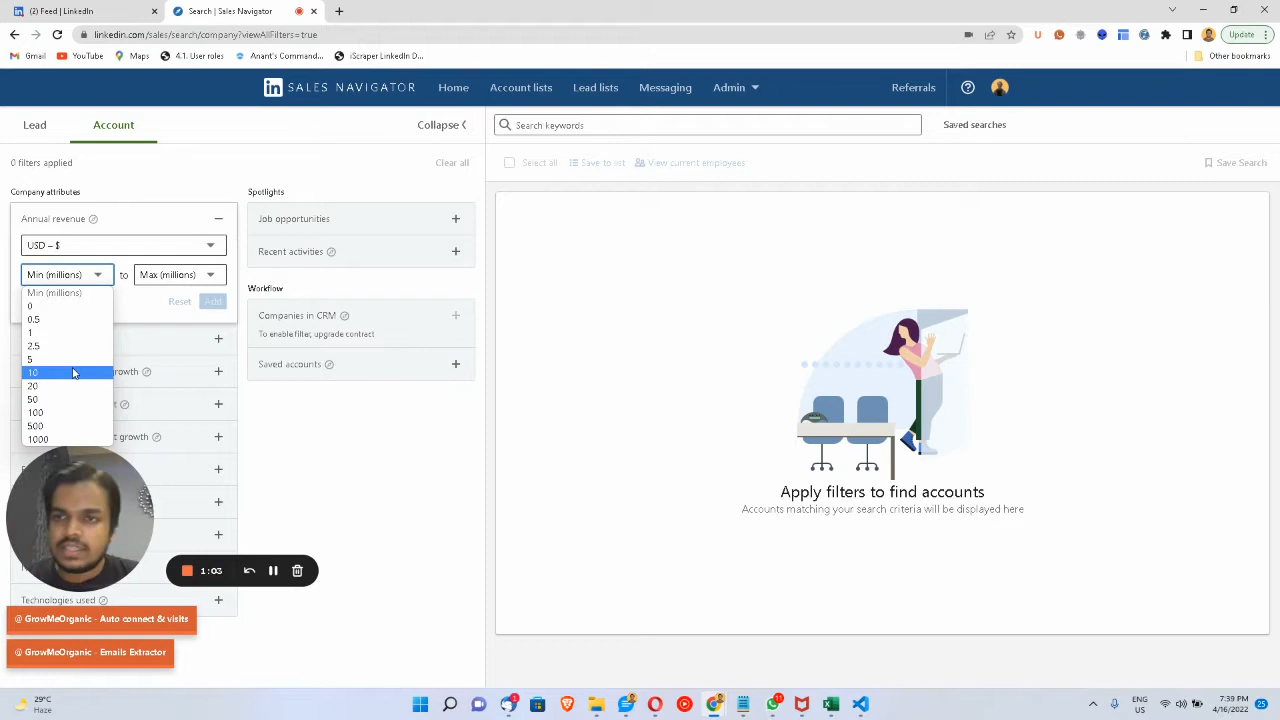 (2) Feed | LinkedIn
Search | Sales Navigator
linkedin.com/sales/search/company?viewAllFilters=true
Update
Gmail
YouTube
Maps
4.1. User roles
Anant's Command...
iScraper LinkedIn D...
Other bookmarks
in SALES NAVIGATOR
Home
Account lists
Lead lists
Messaging
Admin
Referrals
Lead
Account
Collapse
Search keywords
Saved searches
0 filters applied
Clear all
Select all
Save to list
View current employees
Save Search
Company attributes
Spotlights
Annual revenue
USD – $
Min (millions)
to
Max (millions)
Min (millions)
0
0.5
1
2.5
5
10
20
50
100
500
1000
Reset
Add
growth
t growth
Technologies used
Job opportunities
Recent activities
Workflow
Companies in CRM
To enable filter, upgrade contract
Saved accounts
Apply filters to find accounts
Accounts matching your search criteria will be displayed here
1:03
@ GrowMeOrganic - Auto connect & visits
@ GrowMeOrganic - Emails Extractor
29°C
Haze
ENG
US
7:39 PM
4/16/2022
25